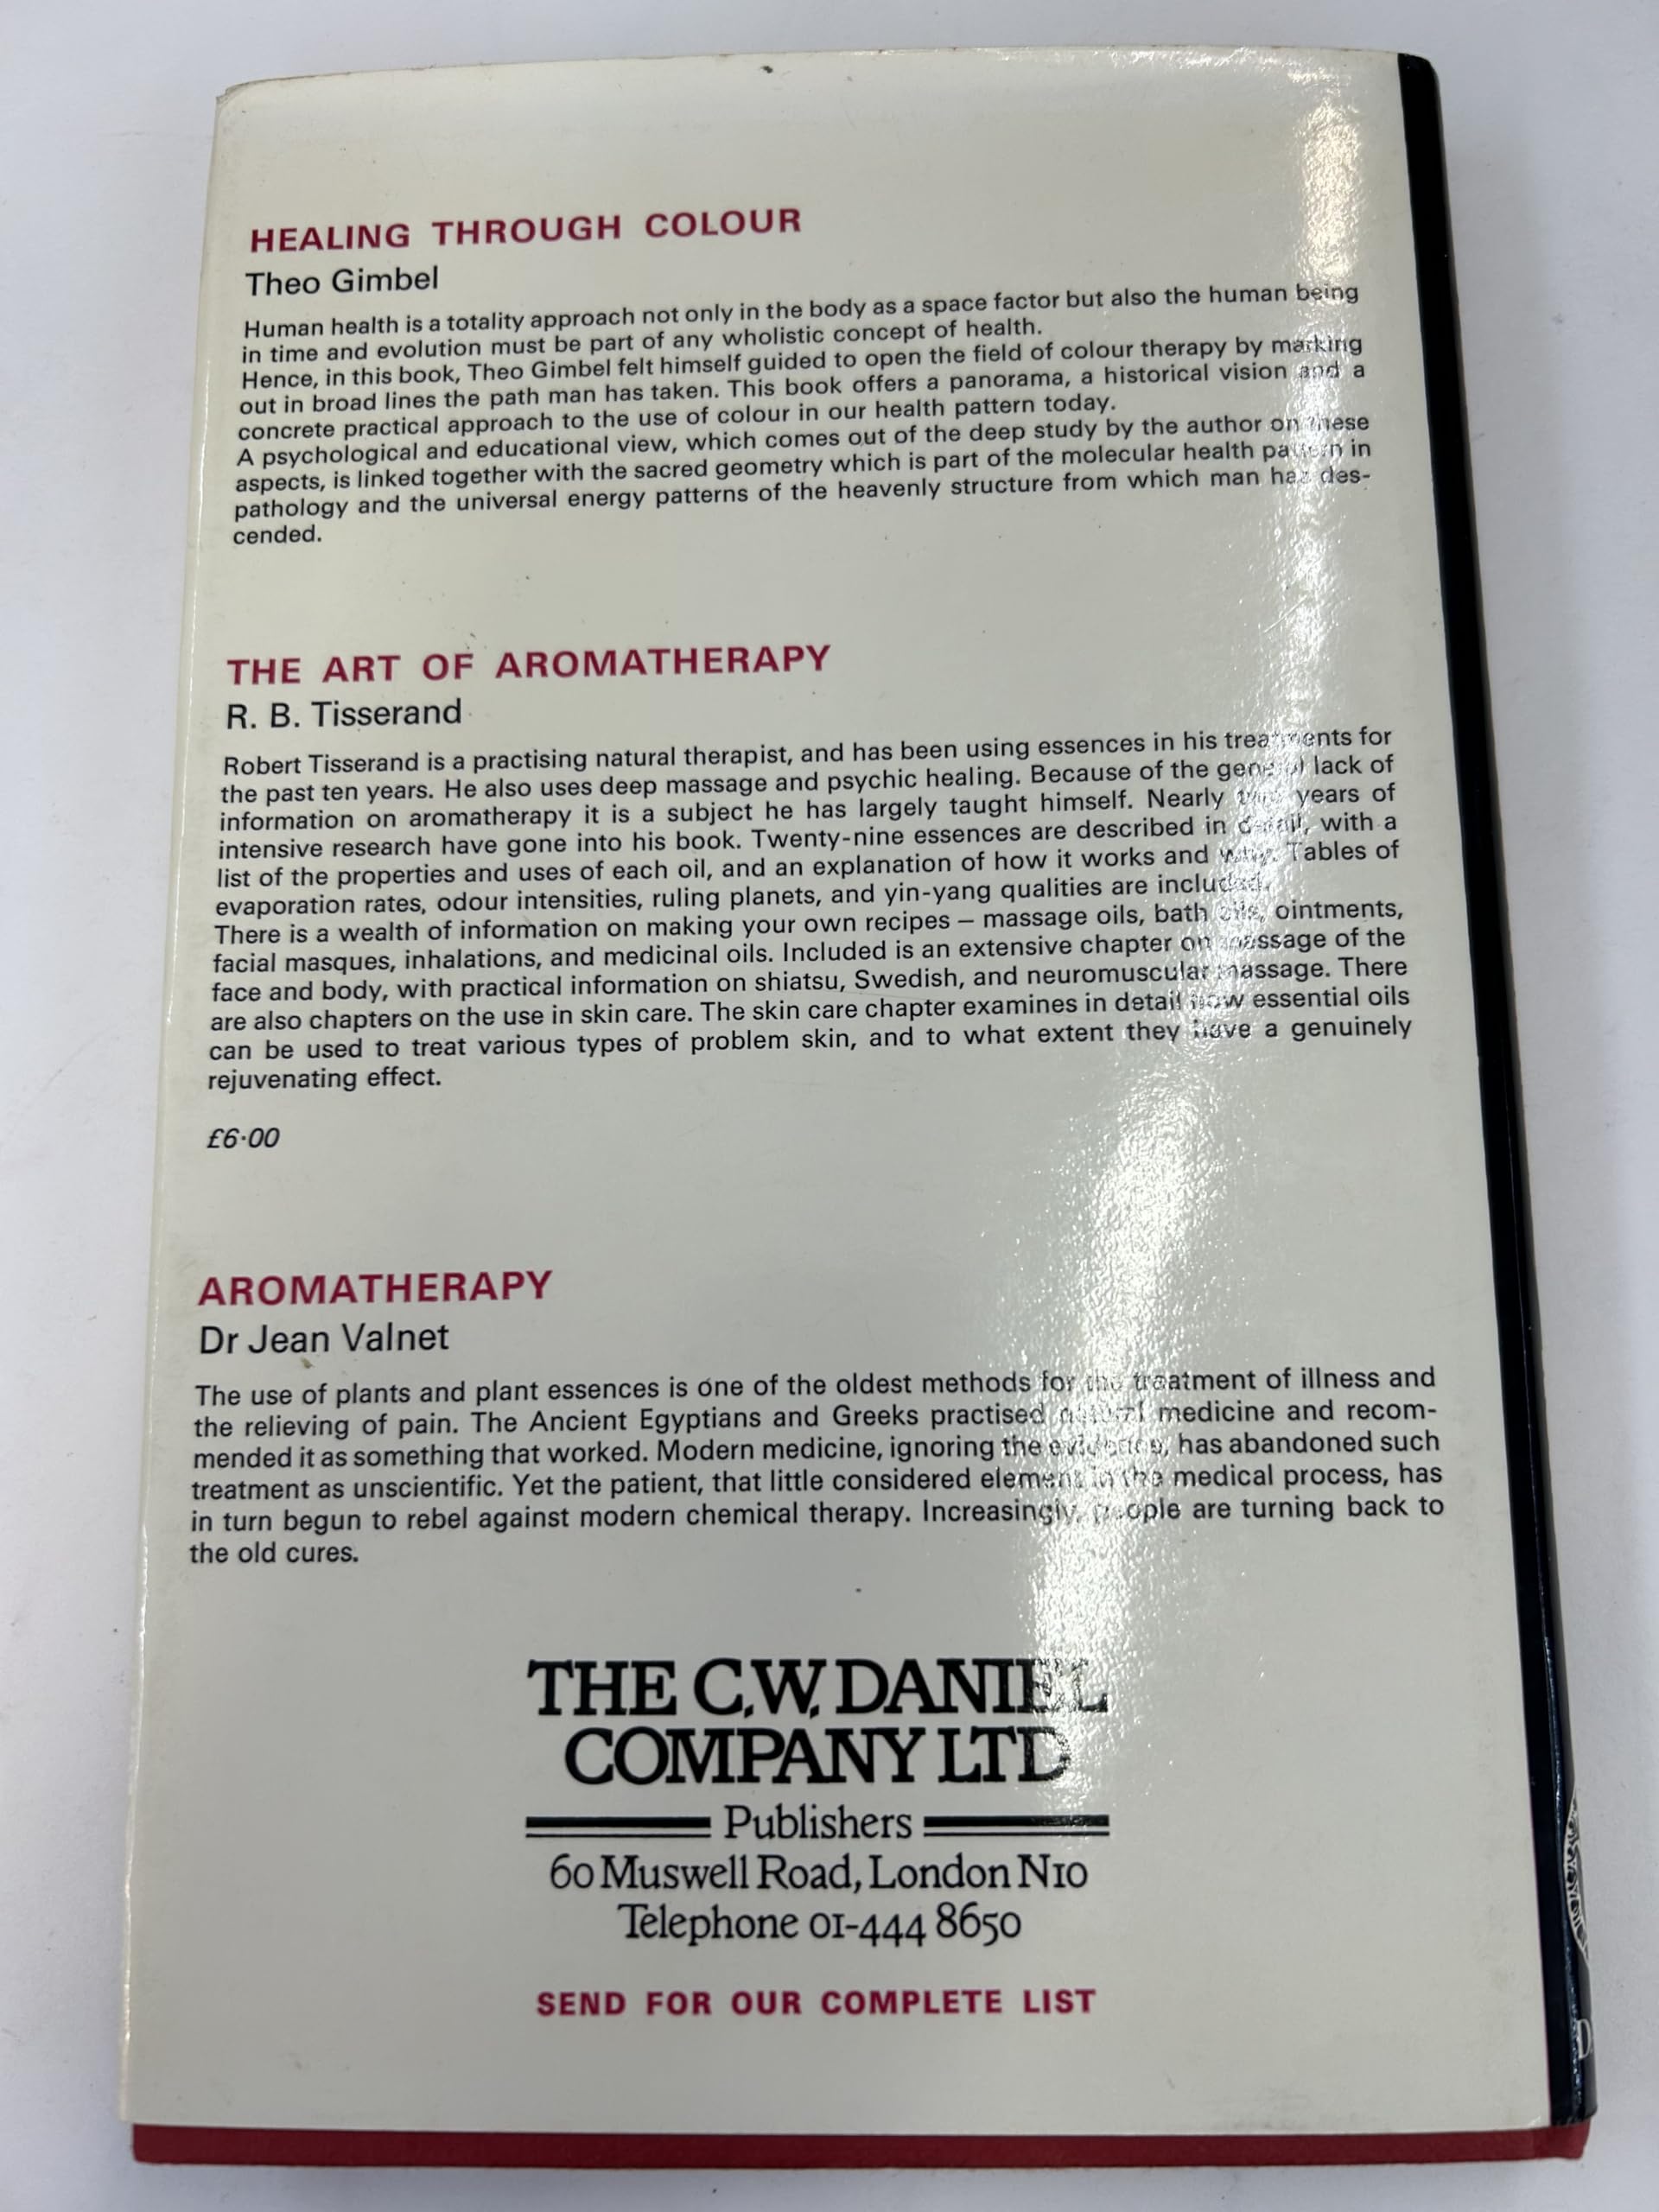 HEALING THROUGH COLOUR
Theo Gimbel
Human health is a totality approach not only in the body as a space factor but also the human being
in time and evolution must be part of any wholistic concept of health.
Hence, in this book, Theo Gimbel felt himself guided to open the field of colour therapy by marking
out in broad lines the path man has taken. This book offers a panorama, a historical vision and a
concrete practical approach to the use of colour in our health pattern today.
A psychological and educational view, which comes out of the deep study by the author on these
aspects, is linked together with the sacred geometry which is part of the molecular health pattern in
pathology and the universal energy patterns of the heavenly structure from which man has des-
cended.
THE ART OF AROMATHERAPY
R. B. Tisserand
Robert Tisserand is a practising natural therapist, and has been using essences in his treatments for
the past ten years. He also uses deep massage and psychic healing. Because of the general lack of
information on aromatherapy it is a subject he has largely taught himself. Nearly years of
intensive research have gone into his book. Twenty-nine essences are described in detail, with a
list of the properties and uses of each oil, and an explanation of how it works and why. Tables of
evaporation rates, odour intensities, ruling planets, and yin-yang qualities are included.
There is a wealth of information on making your own recipes – massage oils, bath oils, ointments,
facial masques, inhalations, and medicinal oils. Included is an extensive chapter on massage of the
face and body, with practical information on shiatsu, Swedish, and neuromuscular massage. There
are also chapters on the use in skin care. The skin care chapter examines in detail how essential oils
can be used to treat various types of problem skin, and to what extent they have a genuinely
rejuvenating effect.
£6·00
AROMATHERAPY
Dr Jean Valnet
The use of plants and plant essences is one of the oldest methods for the treatment of illness and
the relieving of pain. The Ancient Egyptians and Greeks practised natural medicine and recom-
mended it as something that worked. Modern medicine, ignoring the evidence, has abandoned such
treatment as unscientific. Yet the patient, that little considered element in the medical process, has
in turn begun to rebel against modern chemical therapy. Increasingly, people are turning back to
the old cures.
THE C.W. DANIEL
COMPANY LTD
Publishers
60 Muswell Road, London N10
Telephone 01-444 8650
SEND FOR OUR COMPLETE LIST